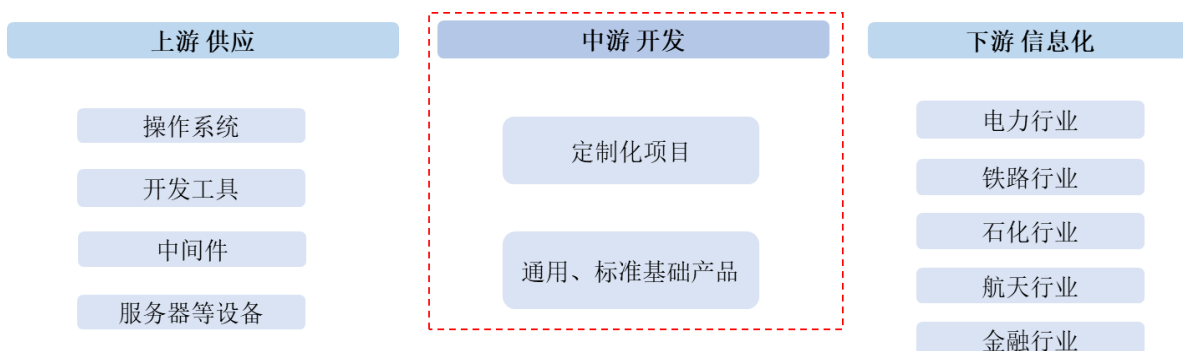 上游 供应
操作系统
开发工具
中间件
服务器等设备
中游 开发
定制化项目
通用、标准基础产品
下游 信息化
电力行业
铁路行业
石化行业
航天行业
金融行业